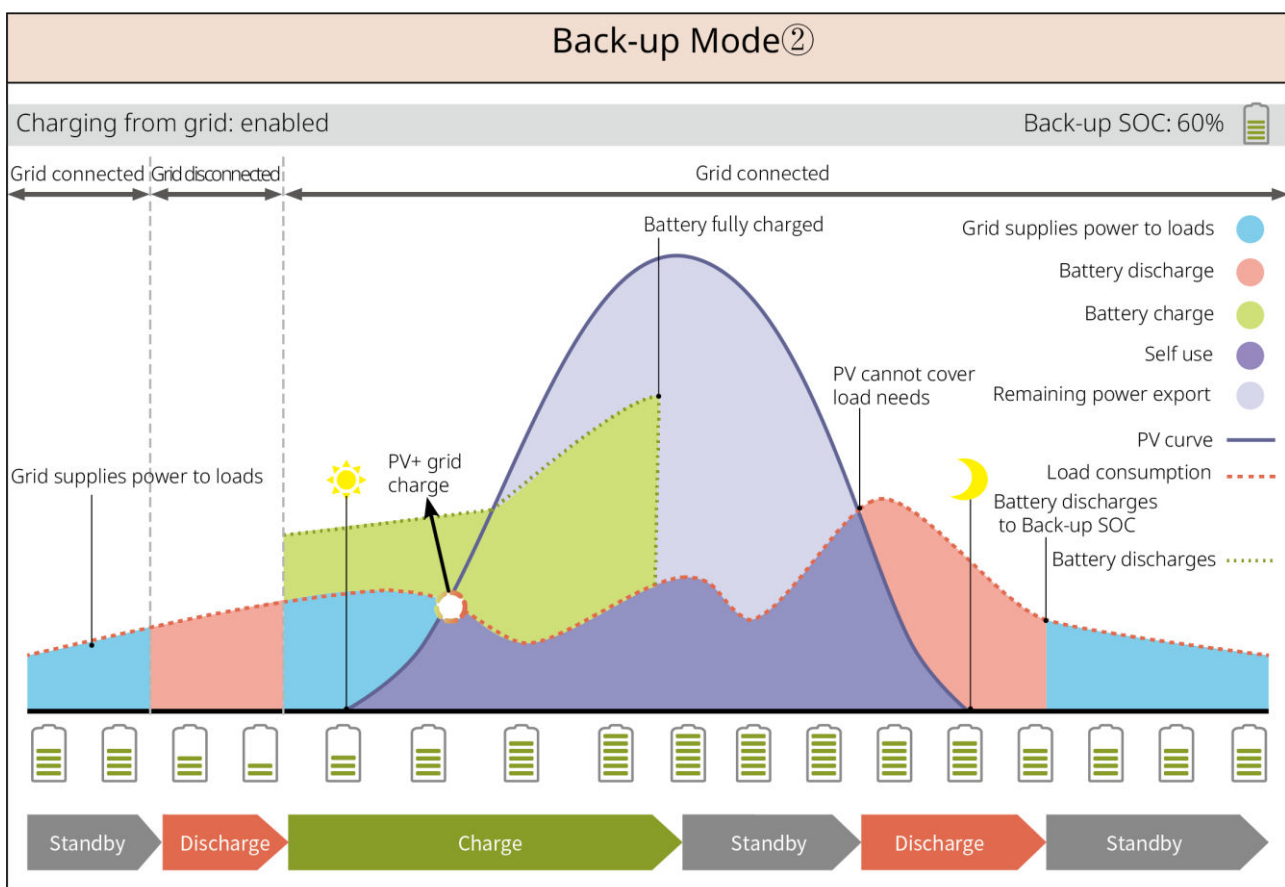 Back-up Mode②
Charging from grid: enabled
Back-up SOC: 60%
Grid connected
Grid disconnected
Grid connected
Battery fully charged
Grid supplies power to loads
Battery discharge
Battery charge
Self use
Remaining power export
PV curve
Load consumption
Battery discharges
PV cannot cover
load needs
Grid supplies power to loads
PV+ grid
charge
Battery discharges
to Back-up SOC
Standby
Discharge
Charge
Standby
Discharge
Standby